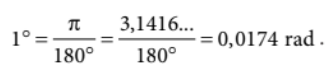 1° = π/180° = 3,1416.../180° = 0,0174 rad .